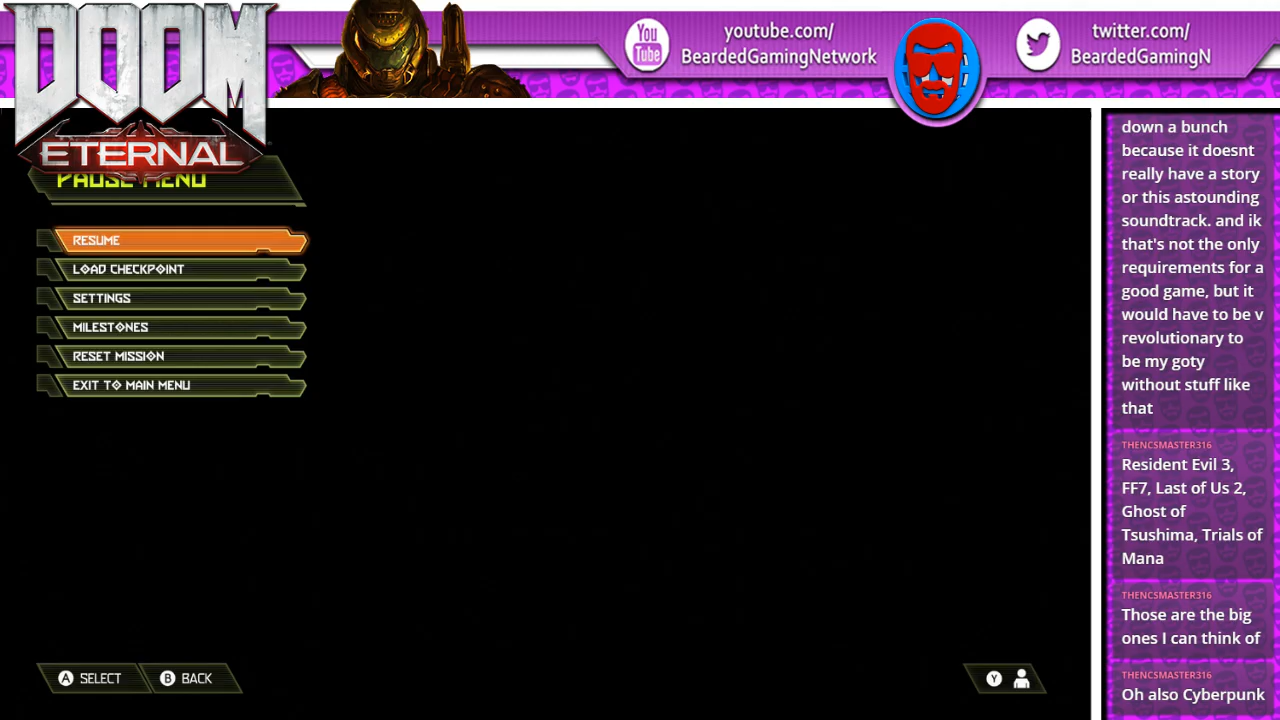 DOOM
ETERNAL
You
Tube
youtube.com/
BeardedGamingNetwork
twitter.com/
BeardedGamingN
PAUSE MENU
RESUME
LOAD CHECKPOINT
SETTINGS
MILESTONES
RESET MISSION
EXIT TO MAIN MENU
A SELECT
B BACK
Y
down a bunch
because it doesnt
really have a story
or this astounding
soundtrack. and ik
that's not the only
requirements for a
good game, but it
would have to be v
revolutionary to
be my goty
without stuff like
that
THENCSMASTER316
Resident Evil 3,
FF7, Last of Us 2,
Ghost of
Tsushima, Trials of
Mana
THENCSMASTER316
Those are the big
ones I can think of
THENCSMASTER316
Oh also Cyberpunk